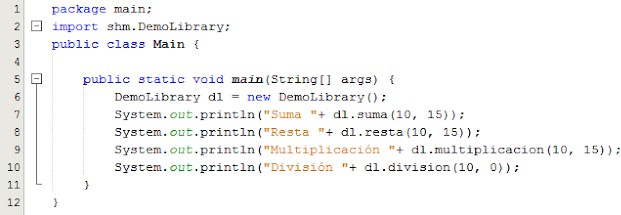 1 package main;
2 import shm.DemoLibrary;
3 public class Main {
4
5 public static void main(String[] args) {
6 DemoLibrary dl = new DemoLibrary();
7 System.out.println("Suma "+ dl.suma(10, 15));
8 System.out.println("Resta "+ dl.resta(10, 15));
9 System.out.println("Multiplicación "+ dl.multiplicacion(10, 15));
10 System.out.println("División "+ dl.division(10, 0));
11 }
12 }